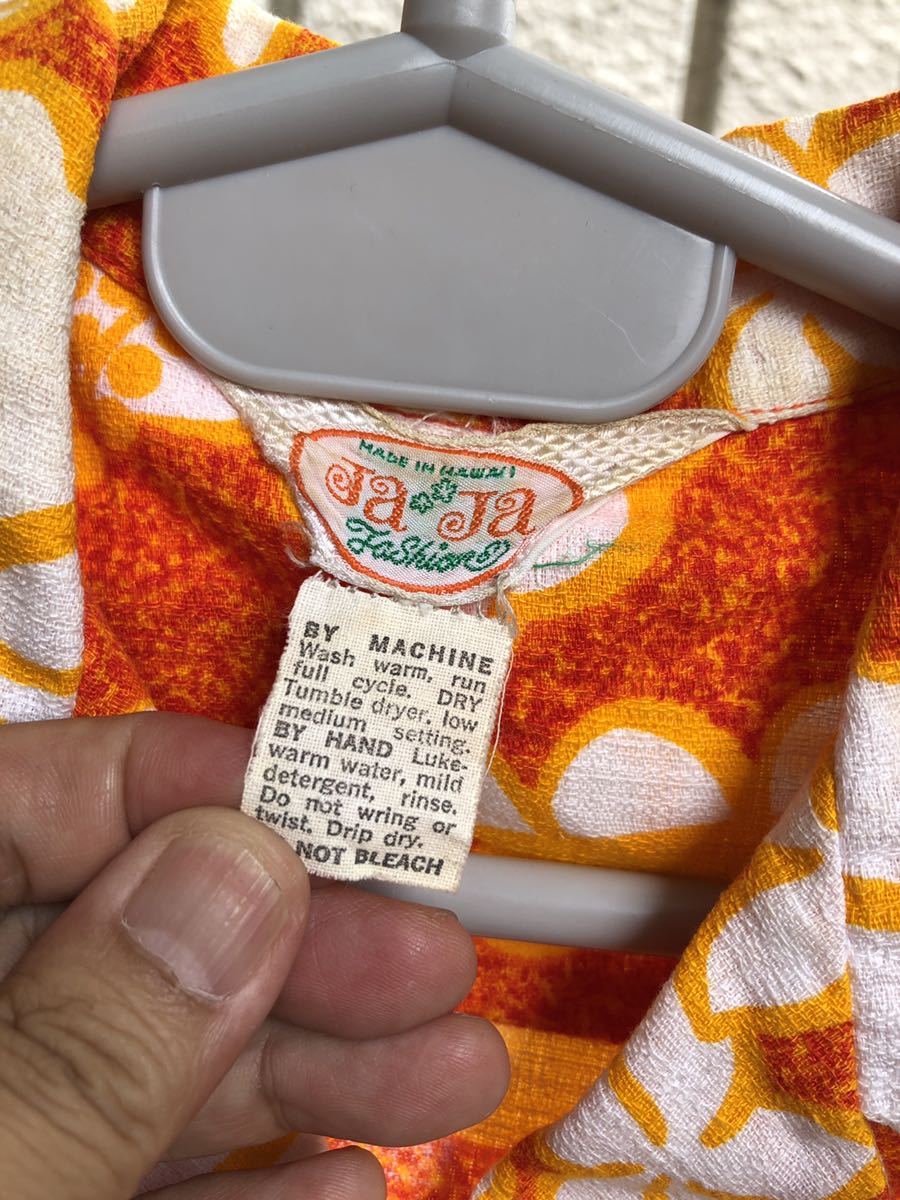 MADE IN HAWAII
Ja Ja
Fashions
BY MACHINE
Wash warm, run
full cycle. DRY
Tumble dryer, low
medium setting.
BY HAND Luke-
warm water, mild
detergent, rinse.
Do not wring or
twist. Drip dry.
NOT BLEACH